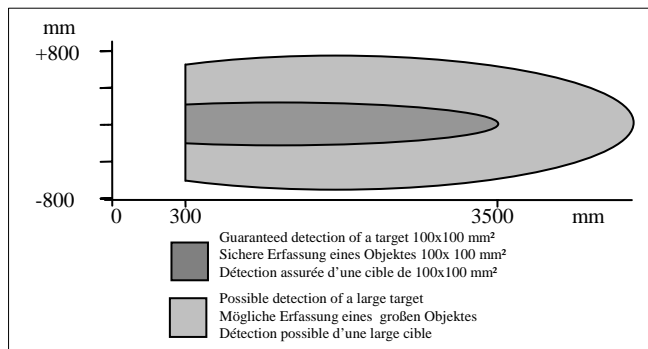 mm
+800
-800
0 300 3500 mm
Guaranteed detection of a target 100x100 mm²
Sichere Erfassung eines Objektes 100x 100 mm²
Détection assurée d'une cible de 100x100 mm²
Possible detection of a large target
Mögliche Erfassung eines großen Objektes
Détection possible d'une large cible